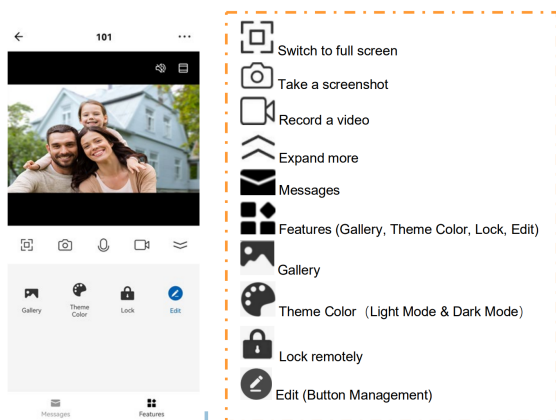 101
Gallery
Theme
Color
Lock
Edit
Messages
Features
Switch to full screen
Take a screenshot
Record a video
Expand more
Messages
Features (Gallery, Theme Color, Lock, Edit)
Gallery
Theme Color（Light Mode & Dark Mode）
Lock remotely
Edit (Button Management)